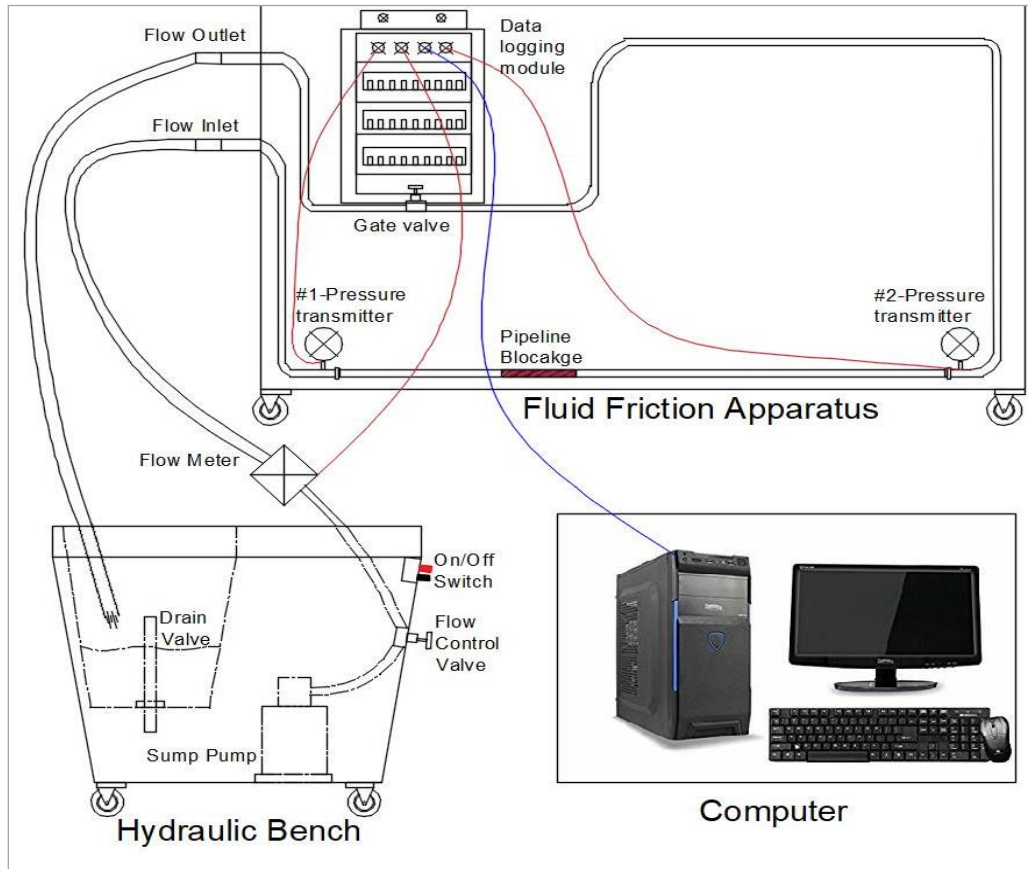 Flow Outlet
Data
logging
module
Flow Inlet
Gate valve
#1-Pressure
transmitter
#2-Pressure
transmitter
Pipeline
Blocakge
Fluid Friction Apparatus
Flow Meter
On/Off
Switch
Drain
Valve
Flow
Control
Valve
Sump Pump
Hydraulic Bench
Computer